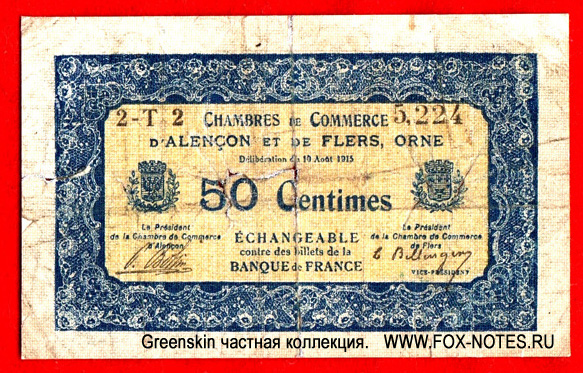 2-T 2 CHAMBRES DE COMMERCE 5,224
D'ALENÇON ET DE FLERS, ORNE
Délibération du 10 Août 1915
50 Centimes
Le Président
de la Chambre de Commerce
d'Alençon
Le Président
de la Chambre de Commerce
de Flers
ÉCHANGEABLE
contre des billets de la
BANQUE DE FRANCE
VICE-PRÉSIDENT
Greenskin частная коллекция.
WWW.FOX-NOTES.RU